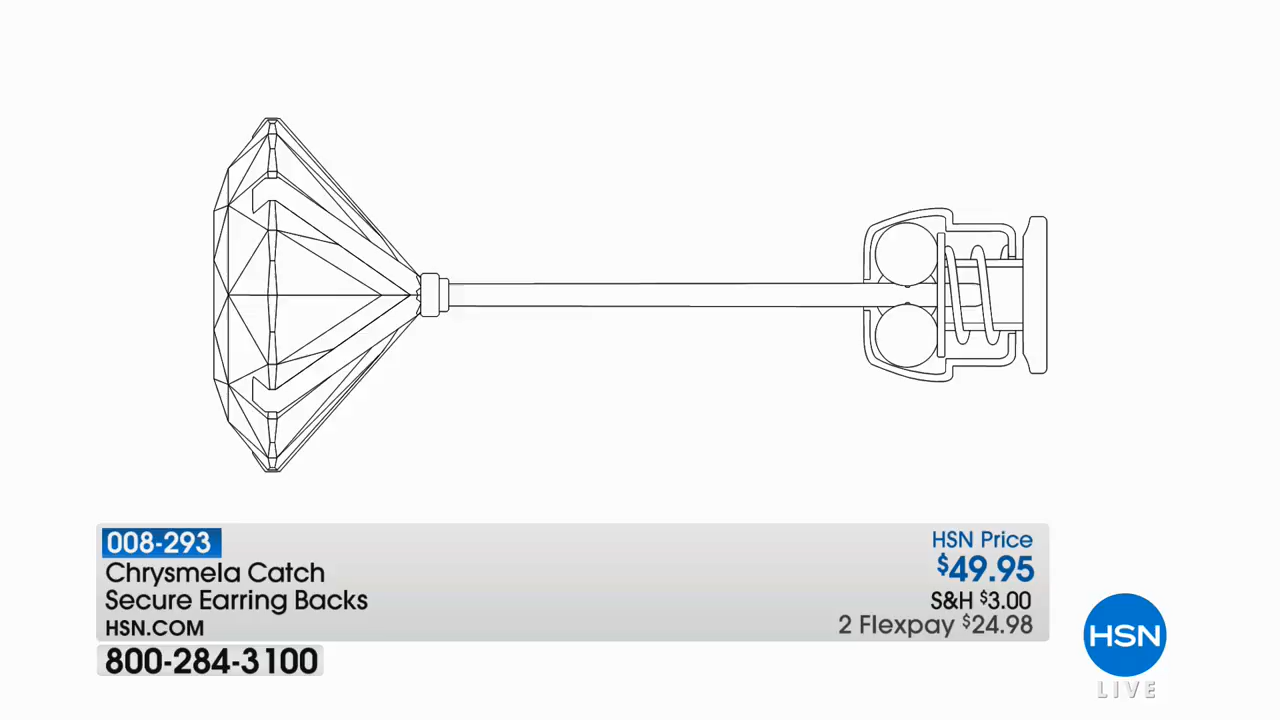 008-293
Chrysmela Catch
Secure Earring Backs
HSN.COM
800-284-3100
HSN Price
$49.95
S&H $3.00
2 Flexpay $24.98
HSN
LIVE